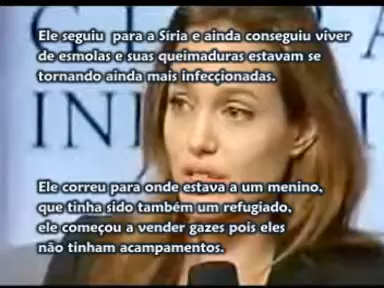 Ele seguiu para a Síria e ainda conseguiu viver
de esmolas e suas queimaduras estavam se
tornando ainda mais infecçionadas.
Ele correu para onde estava a um menino,
que tinha sido também um refugiado,
ele começou a vender gazes pois eles
não tinham acampamentos.